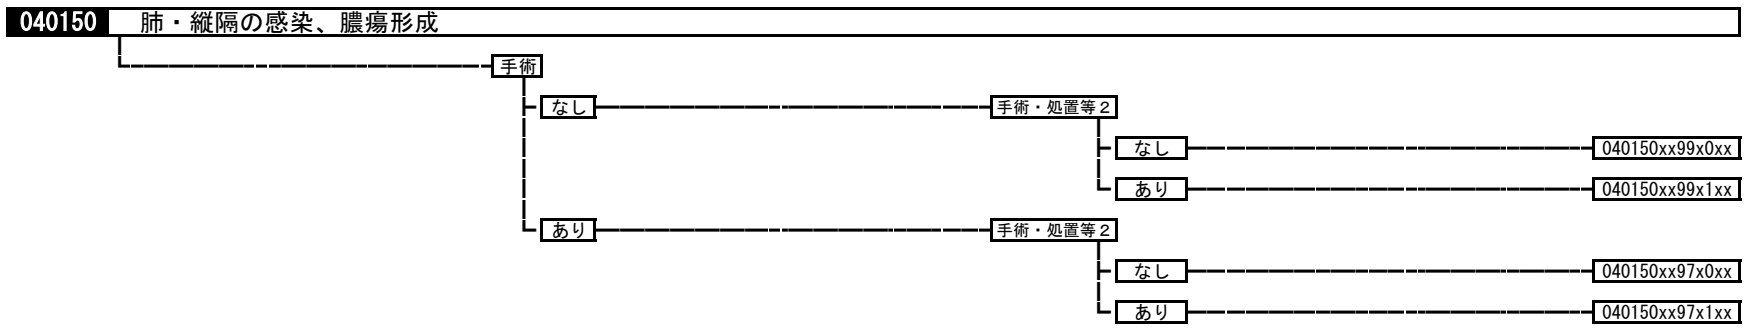 040150 肺・縦隔の感染、膿瘍形成
手術
なし 手術・処置等２
なし 040150xx99x0xx
あり 040150xx99x1xx
あり 手術・処置等２
なし 040150xx97x0xx
あり 040150xx97x1xx